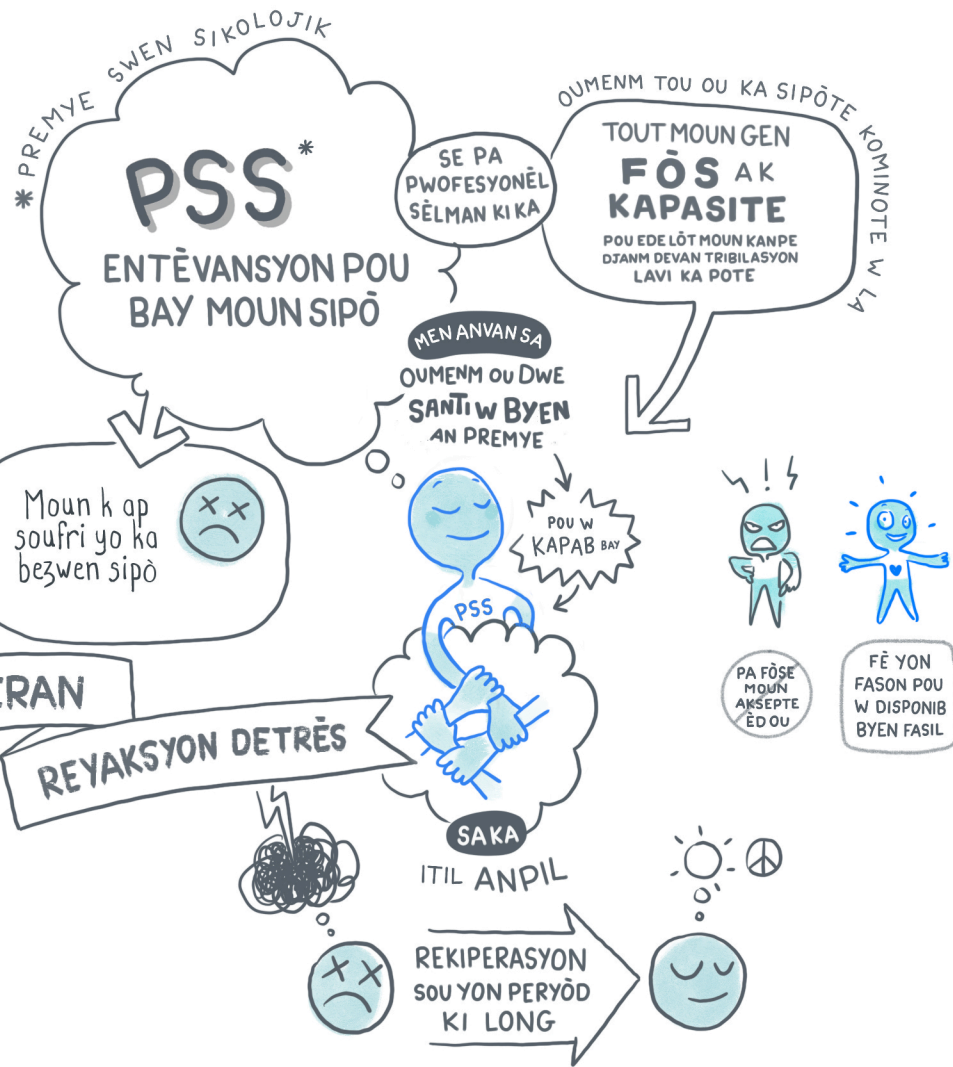 * PREMYE SWEN SIKOLOJIK
PSS*
ENTÈVANSYON POU
BAY MOUN SIPÒ
SE PA
PWOFESYONÈL
SÈLMAN KI KA
OUMENM TOU OU KA SIPÒTE KOMINOTE W LA
TOUT MOUN GEN
FÒS AK
KAPASITE
POU EDE LÒT MOUN KANPE
DJANM DEVAN TRIBILASYON
LAVI KA POTE
MEN ANVAN SA
OUMENM OU DWE
SANTI W BYEN
AN PREMYE
POU W
KAPAB BAY
PSS
Moun k ap
soufri yo ka
bezwen sipò
PA FÒSE
MOUN
AKSEPTE
ÈD OU
FÈ YON
FASON POU
W DISPONIB
BYEN FASIL
REYAKSYON DETRÈS
SA KA
ITIL ANPIL
REKIPERASYON
SOU YON PERYÒD
KI LONG